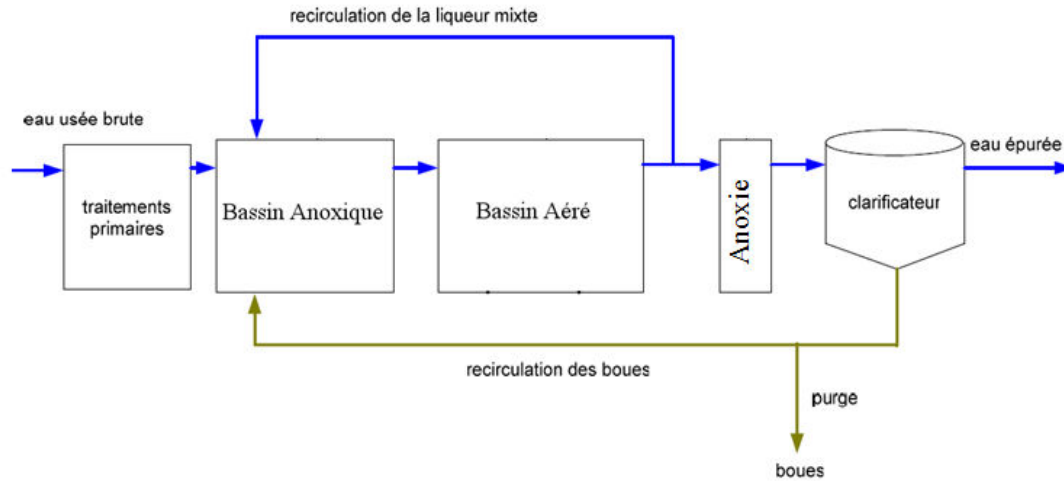 recirculation de la liqueur mixte
eau usée brute
traitements
primaires
Bassin Anoxique
Bassin Aéré
Anoxie
clarificateur
eau épurée
recirculation des boues
purge
boues